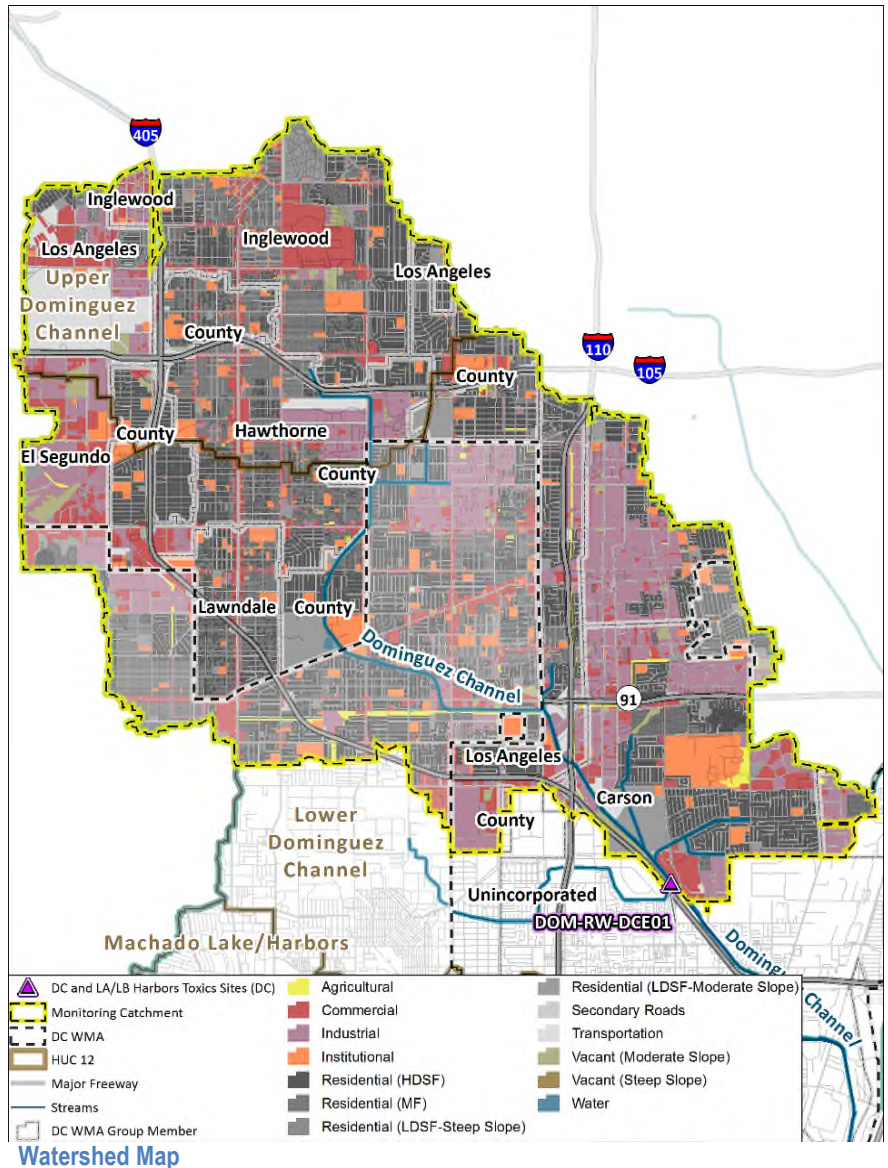 405
Inglewood
Inglewood
Los Angeles
Los Angeles
Upper
Dominguez
Channel
County
110
105
County
County
Hawthorne
El Segundo
County
Lawndale
County
Dominguez Channel
91
Los Angeles
Carson
County
Lower
Dominguez
Channel
Unincorporated
DOM-RW-DCE01
Machado Lake/Harbors
Dominguez Channel
DC and LA/LB Harbors Toxics Sites (DC)
Monitoring Catchment
DC WMA
HUC 12
Major Freeway
Streams
DC WMA Group Member
Agricultural
Commercial
Industrial
Institutional
Residential (HDSF)
Residential (MF)
Residential (LDSF-Steep Slope)
Residential (LDSF-Moderate Slope)
Secondary Roads
Transportation
Vacant (Moderate Slope)
Vacant (Steep Slope)
Water
Watershed Map